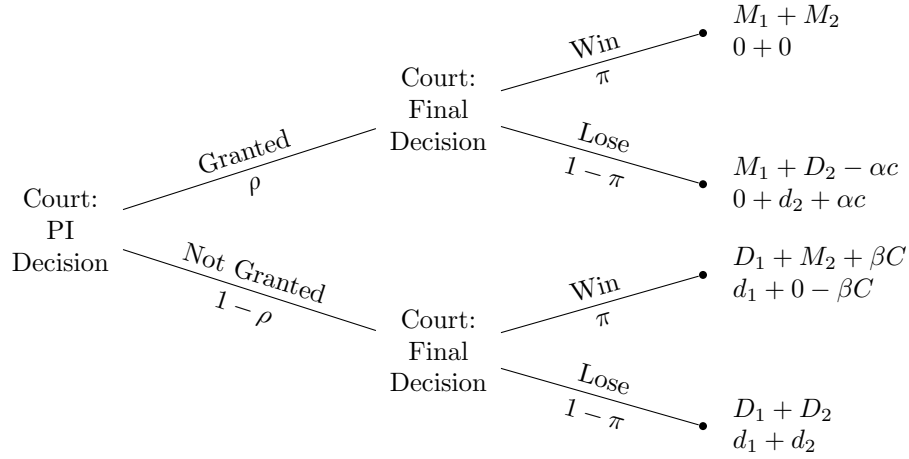 Court:
PI
Decision
Granted
ρ
Not Granted
1 − ρ
Court:
Final
Decision
Win
π
Lose
1 − π
M₁ + M₂
0 + 0
M₁ + D₂ − αc
0 + d₂ + αc
Court:
Final
Decision
Win
π
Lose
1 − π
D₁ + M₂ + βC
d₁ + 0 − βC
D₁ + D₂
d₁ + d₂